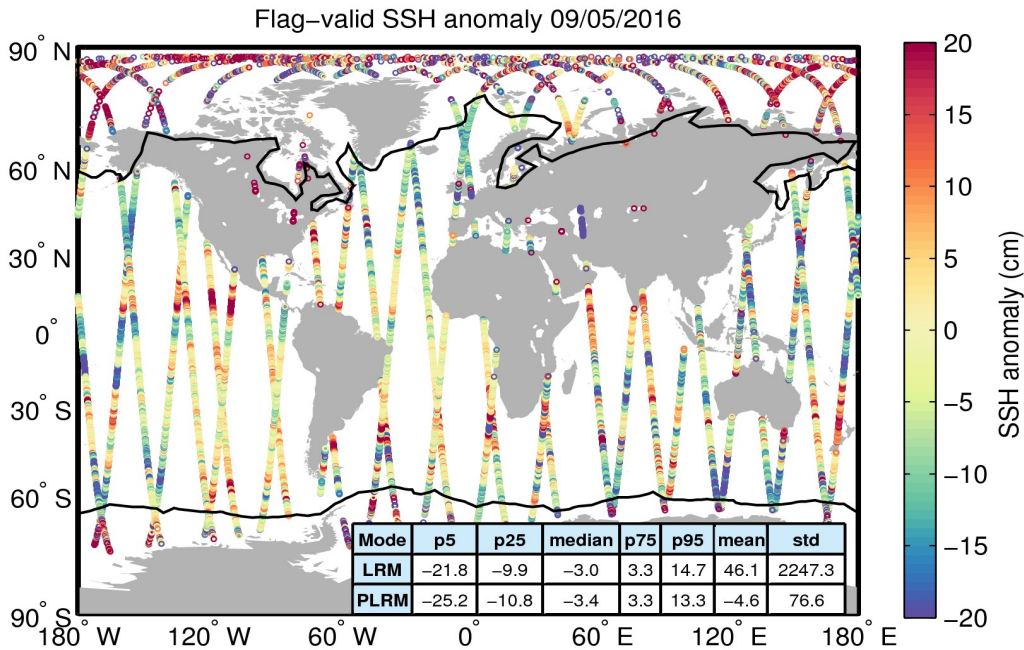 Flag−valid SSH anomaly 09/05/2016
90° N
60° N
30° N
0°
30° S
60° S
90° S
180° W
120° W
60° W
0°
60° E
120° E
180° E
Mode p5 p25 median p75 p95 mean std
LRM −21.8 −9.9 −3.0 3.3 14.7 46.1 2247.3
PLRM −25.2 −10.8 −3.4 3.3 13.3 −4.6 76.6
20
15
10
5
0
−5
−10
−15
−20
SSH anomaly (cm)